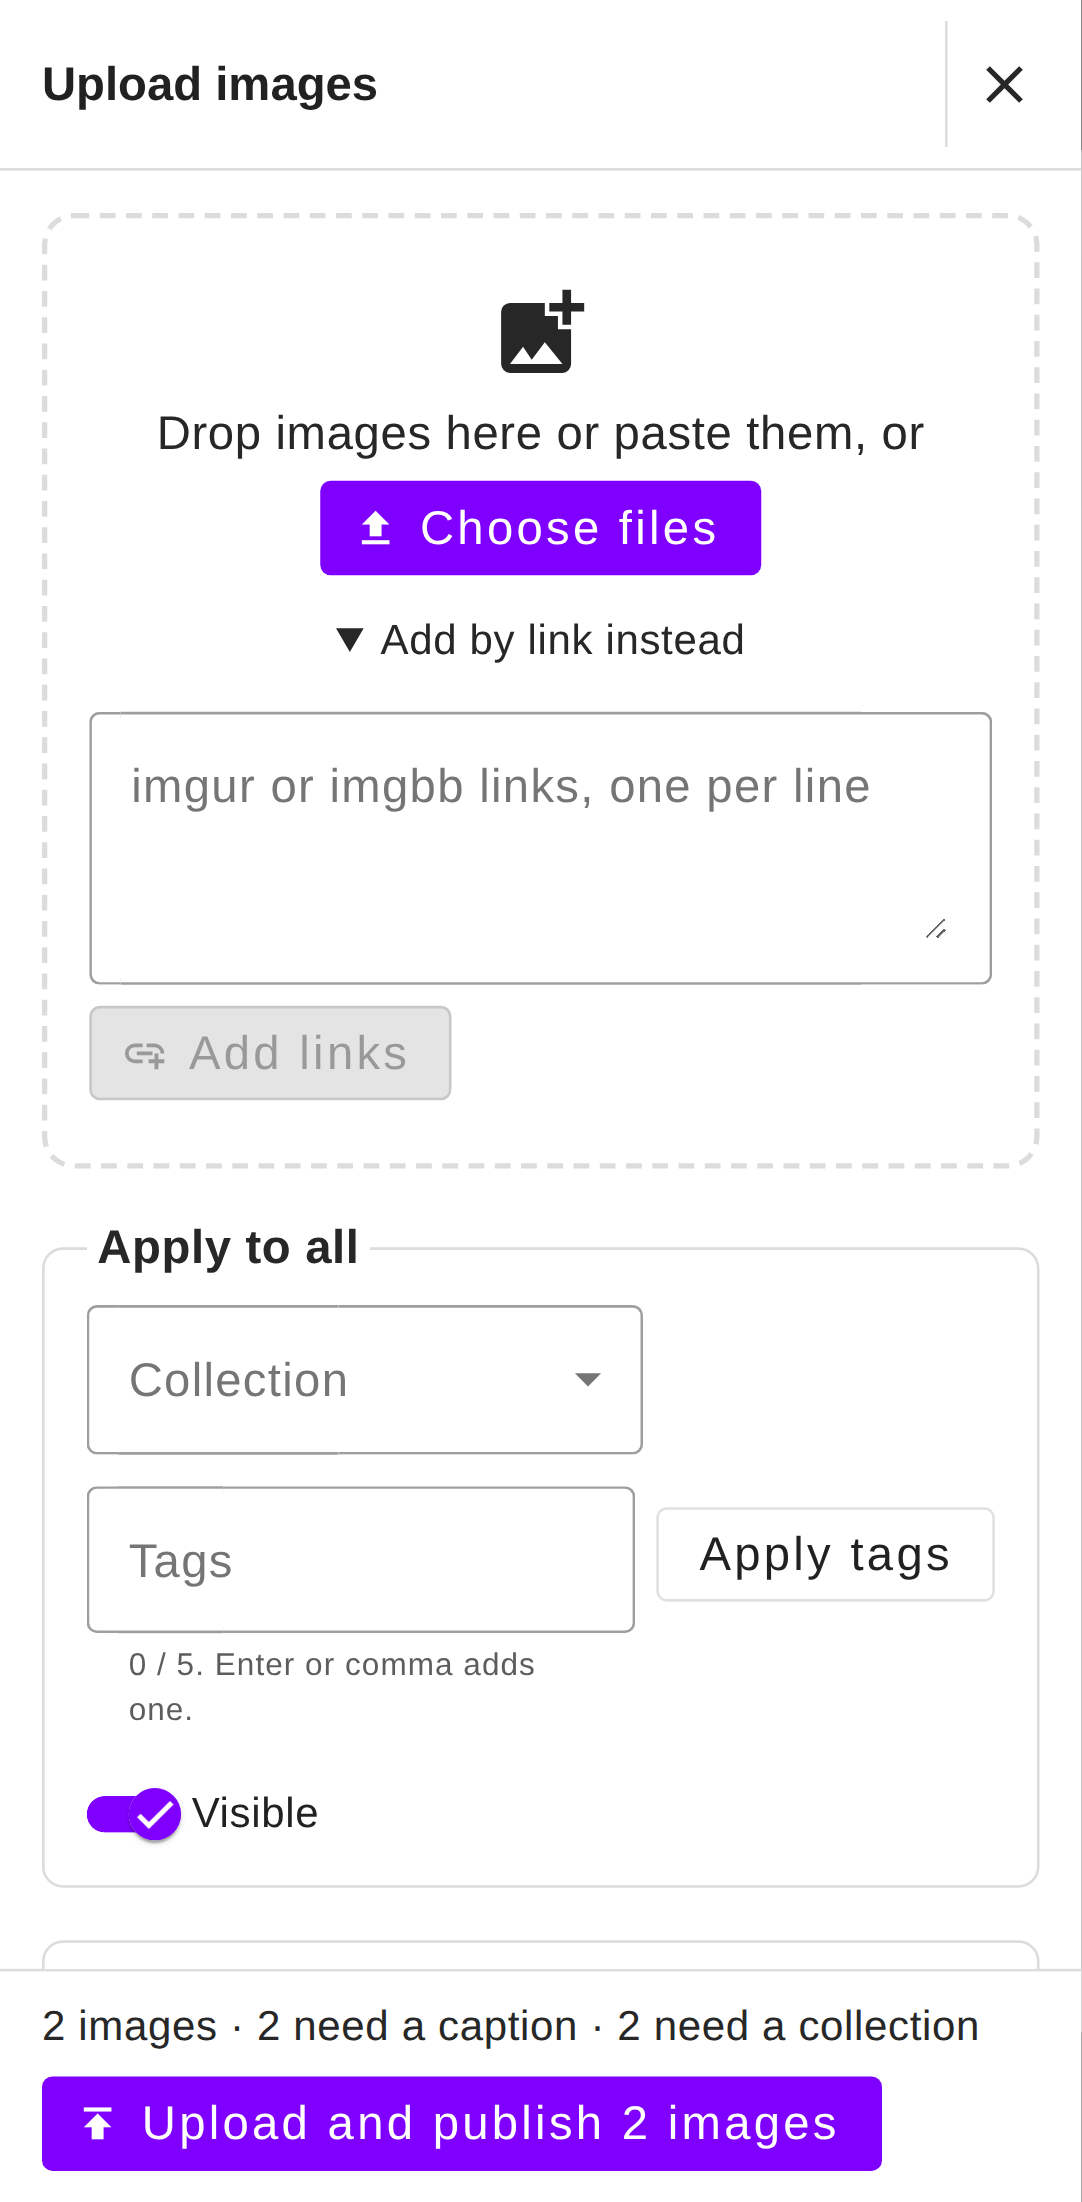 Upload images
Drop images here or paste them, or
Choose files
Add by link instead
imgur or imgbb links, one per line
Add links
Apply to all
Collection
Tags
Apply tags
0 / 5. Enter or comma adds
one.
Visible
2 images · 2 need a caption · 2 need a collection
Upload and publish 2 images